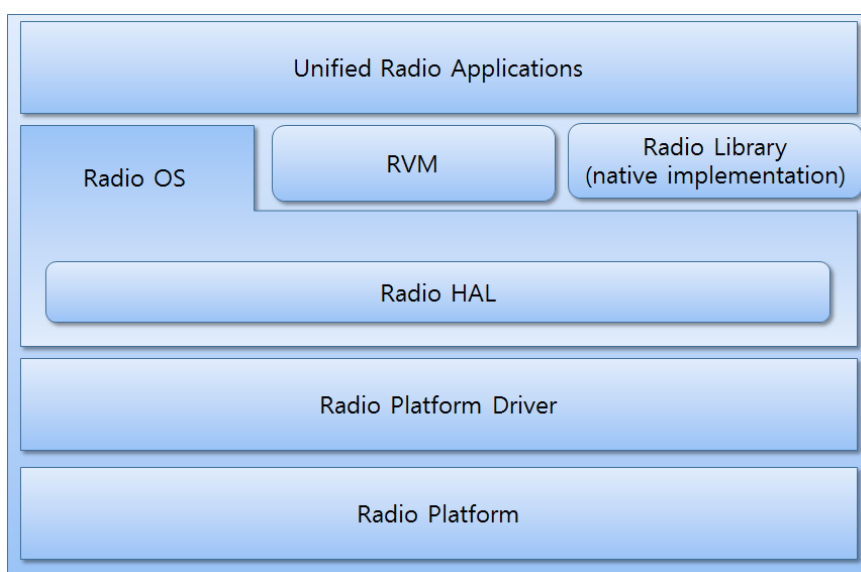 Unified Radio Applications
Radio OS
RVM
Radio Library
(native implementation)
Radio HAL
Radio Platform Driver
Radio Platform